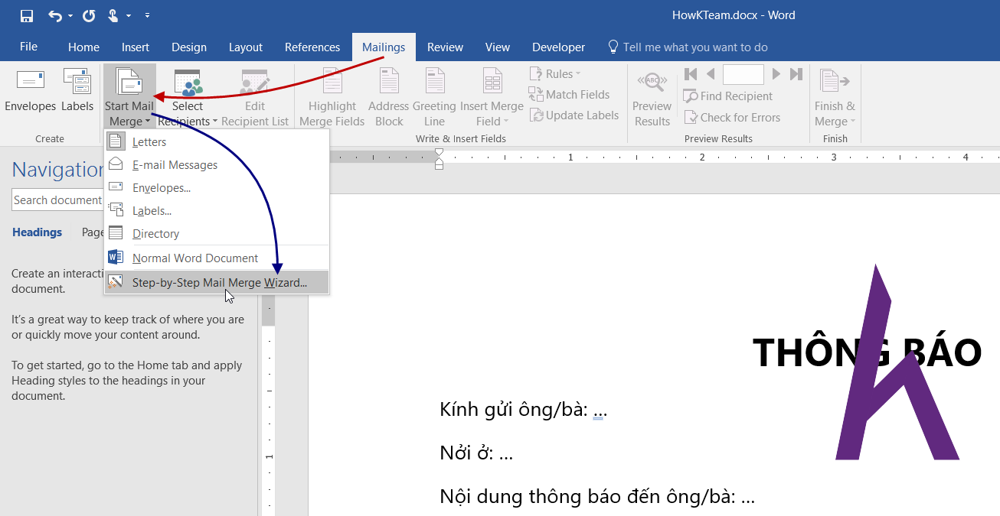 HowKTeam.docx - Word
File Home Insert Design Layout References Mailings Review View Developer Tell me what you want to do
Envelopes
Labels
Start Mail
Merge
Select
Recipients
Edit
Recipient List
Highlight
Merge Fields
Address
Block
Greeting
Line
Insert Merge
Field
Rules
Match Fields
Update Labels
ABC
Preview
Results
Find Recipient
Check for Errors
Finish &
Merge
Create
Write & Insert Fields
Preview Results
Finish
Letters
E-mail Messages
Envelopes...
Labels...
Directory
Normal Word Document
Step-by-Step Mail Merge Wizard...
1 2 3 4
Navigation
Search document
Headings
Create an interacti
document.
It's a great way to keep track of where you are
or quickly move your content around.
To get started, go to the Home tab and apply
Heading styles to the headings in your
document.
1
THÔNG BÁO
Kính gửi ông/bà: ...
Nởi ở: ...
Nội dung thông báo đến ông/bà: ...